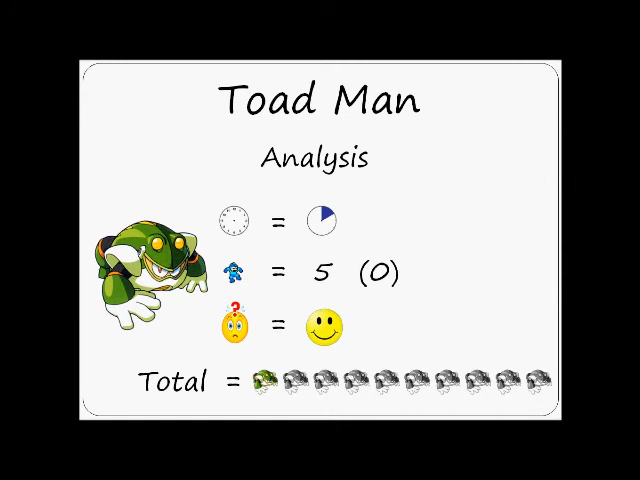 Toad Man
Analysis
=
= 5 (0)
=
Total =